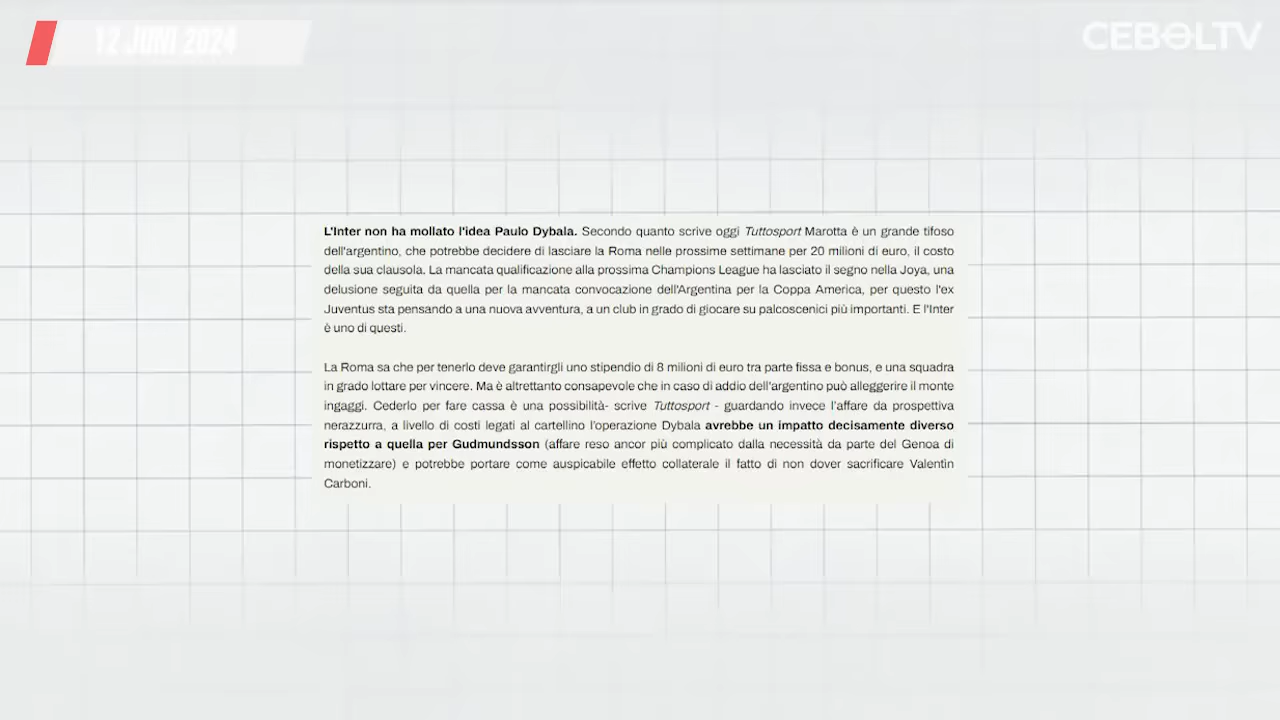 12 JUNI 2024
CEBOLTV
L'Inter non ha mollato l'idea Paulo Dybala. Secondo quanto scrive oggi Tuttosport Marotta è un grande tifoso
dell'argentino, che potrebbe decidere di lasciare la Roma nelle prossime settimane per 20 milioni di euro, il costo
della sua clausola. La mancata qualificazione alla prossima Champions League ha lasciato il segno nella Joya, una
delusione seguita da quella per la mancata convocazione dell'Argentina per la Coppa America, per questo l'ex
Juventus sta pensando a una nuova avventura, a un club in grado di giocare su palcoscenici più importanti. E l'Inter
è uno di questi.
La Roma sa che per tenerlo deve garantirgli uno stipendio di 8 milioni di euro tra parte fissa e bonus, e una squadra
in grado lottare per vincere. Ma è altrettanto consapevole che in caso di addio dell'argentino può alleggerire il monte
ingaggi. Cederlo per fare cassa è una possibilità- scrive Tuttosport - guardando invece l'affare da prospettiva
nerazzurra, a livello di costi legati al cartellino l'operazione Dybala avrebbe un impatto decisamente diverso
rispetto a quella per Gudmundsson (affare reso ancor più complicato dalla necessità da parte del Genoa di
monetizzare) e potrebbe portare come auspicabile effetto collaterale il fatto di non dover sacrificare Valentìn
Carboni.